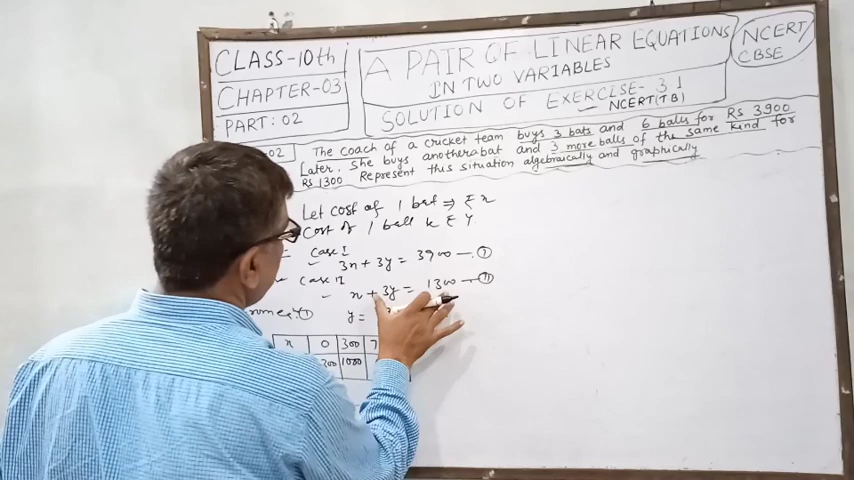 CLASS-10th
CHAPTER-03
PART: 02
A PAIR OF LINEAR EQUATIONS
IN TWO VARIABLES
SOLUTION OF EXERCISE- 3.1
NCERT(TB)
NCERT/
CBSE
02 The coach of a cricket team buys 3 bats and 6 balls for Rs 3900
Later, She buys anotherabat and 3 more balls of the same kind for
Rs 1300 Represent this situation algebraically and graphically
Let cost of 1 bat ⇒ ₹ x
Cost of 1 ball k ₹ y
Case I
3x + 3y = 3900 — (I)
Case II
x + 3y = 1300 — (II)
y =
x 0 300 7
300 1000